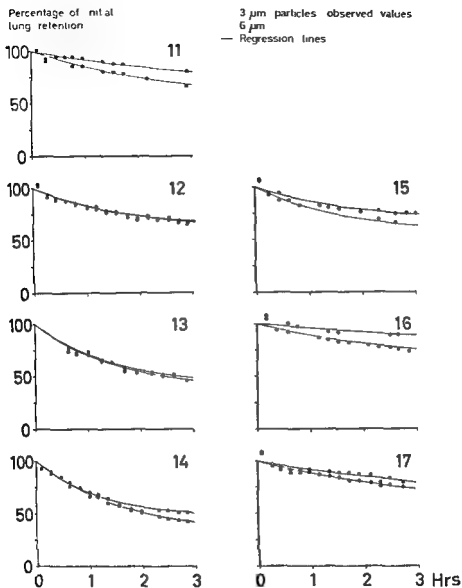 Percentage of initial
lung retention
3 µm particles observed values
6 µm
— Regression lines
11
100
50
0
12
100
50
0
15
13
100
50
0
16
14
100
50
0
17
0 1 2 3
0 1 2 3 Hrs